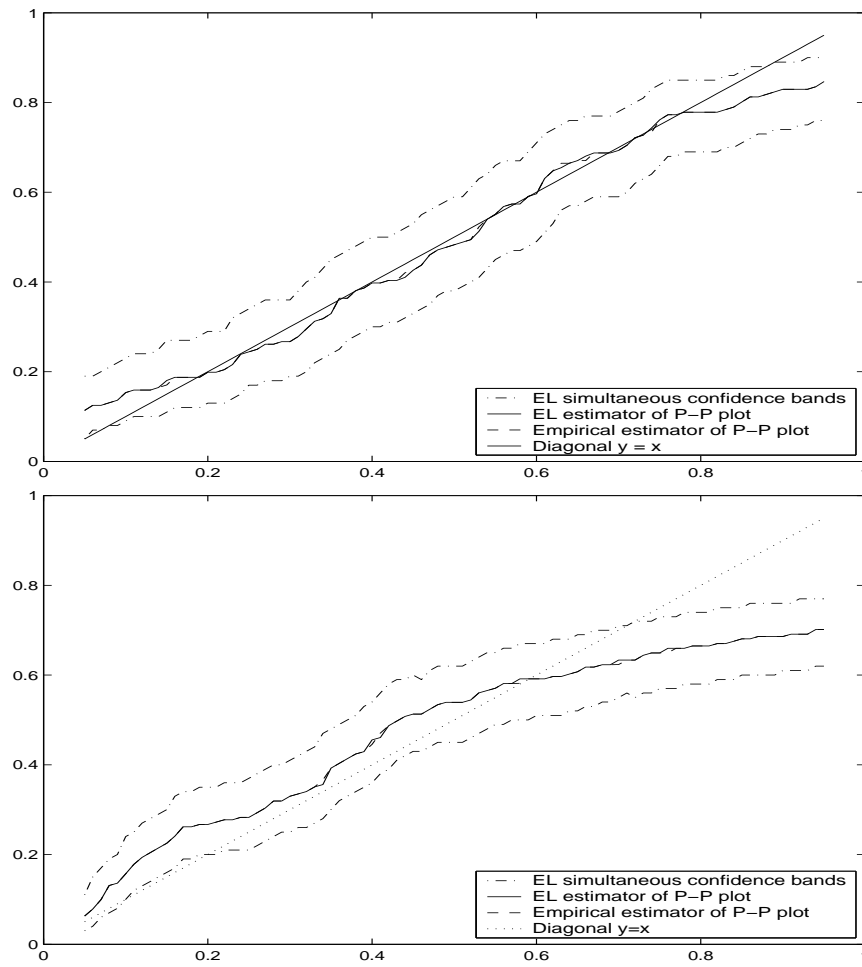 1
0.8
0.6
0.4
0.2
0
0 0.2 0.4 0.6 0.8 1
EL simultaneous confidence bands
EL estimator of P−P plot
Empirical estimator of P−P plot
Diagonal y = x
1
0.8
0.6
0.4
0.2
0
0 0.2 0.4 0.6 0.8 1
EL simultaneous confidence bands
EL estimator of P−P plot
Empirical estimator of P−P plot
Diagonal y=x